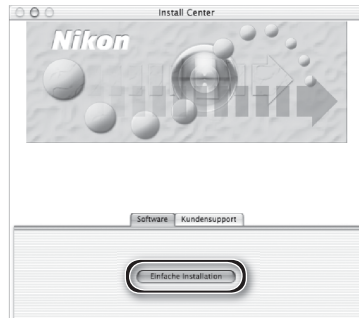 Install Center
Nikon
Software Kundensupport
Einfache Installation